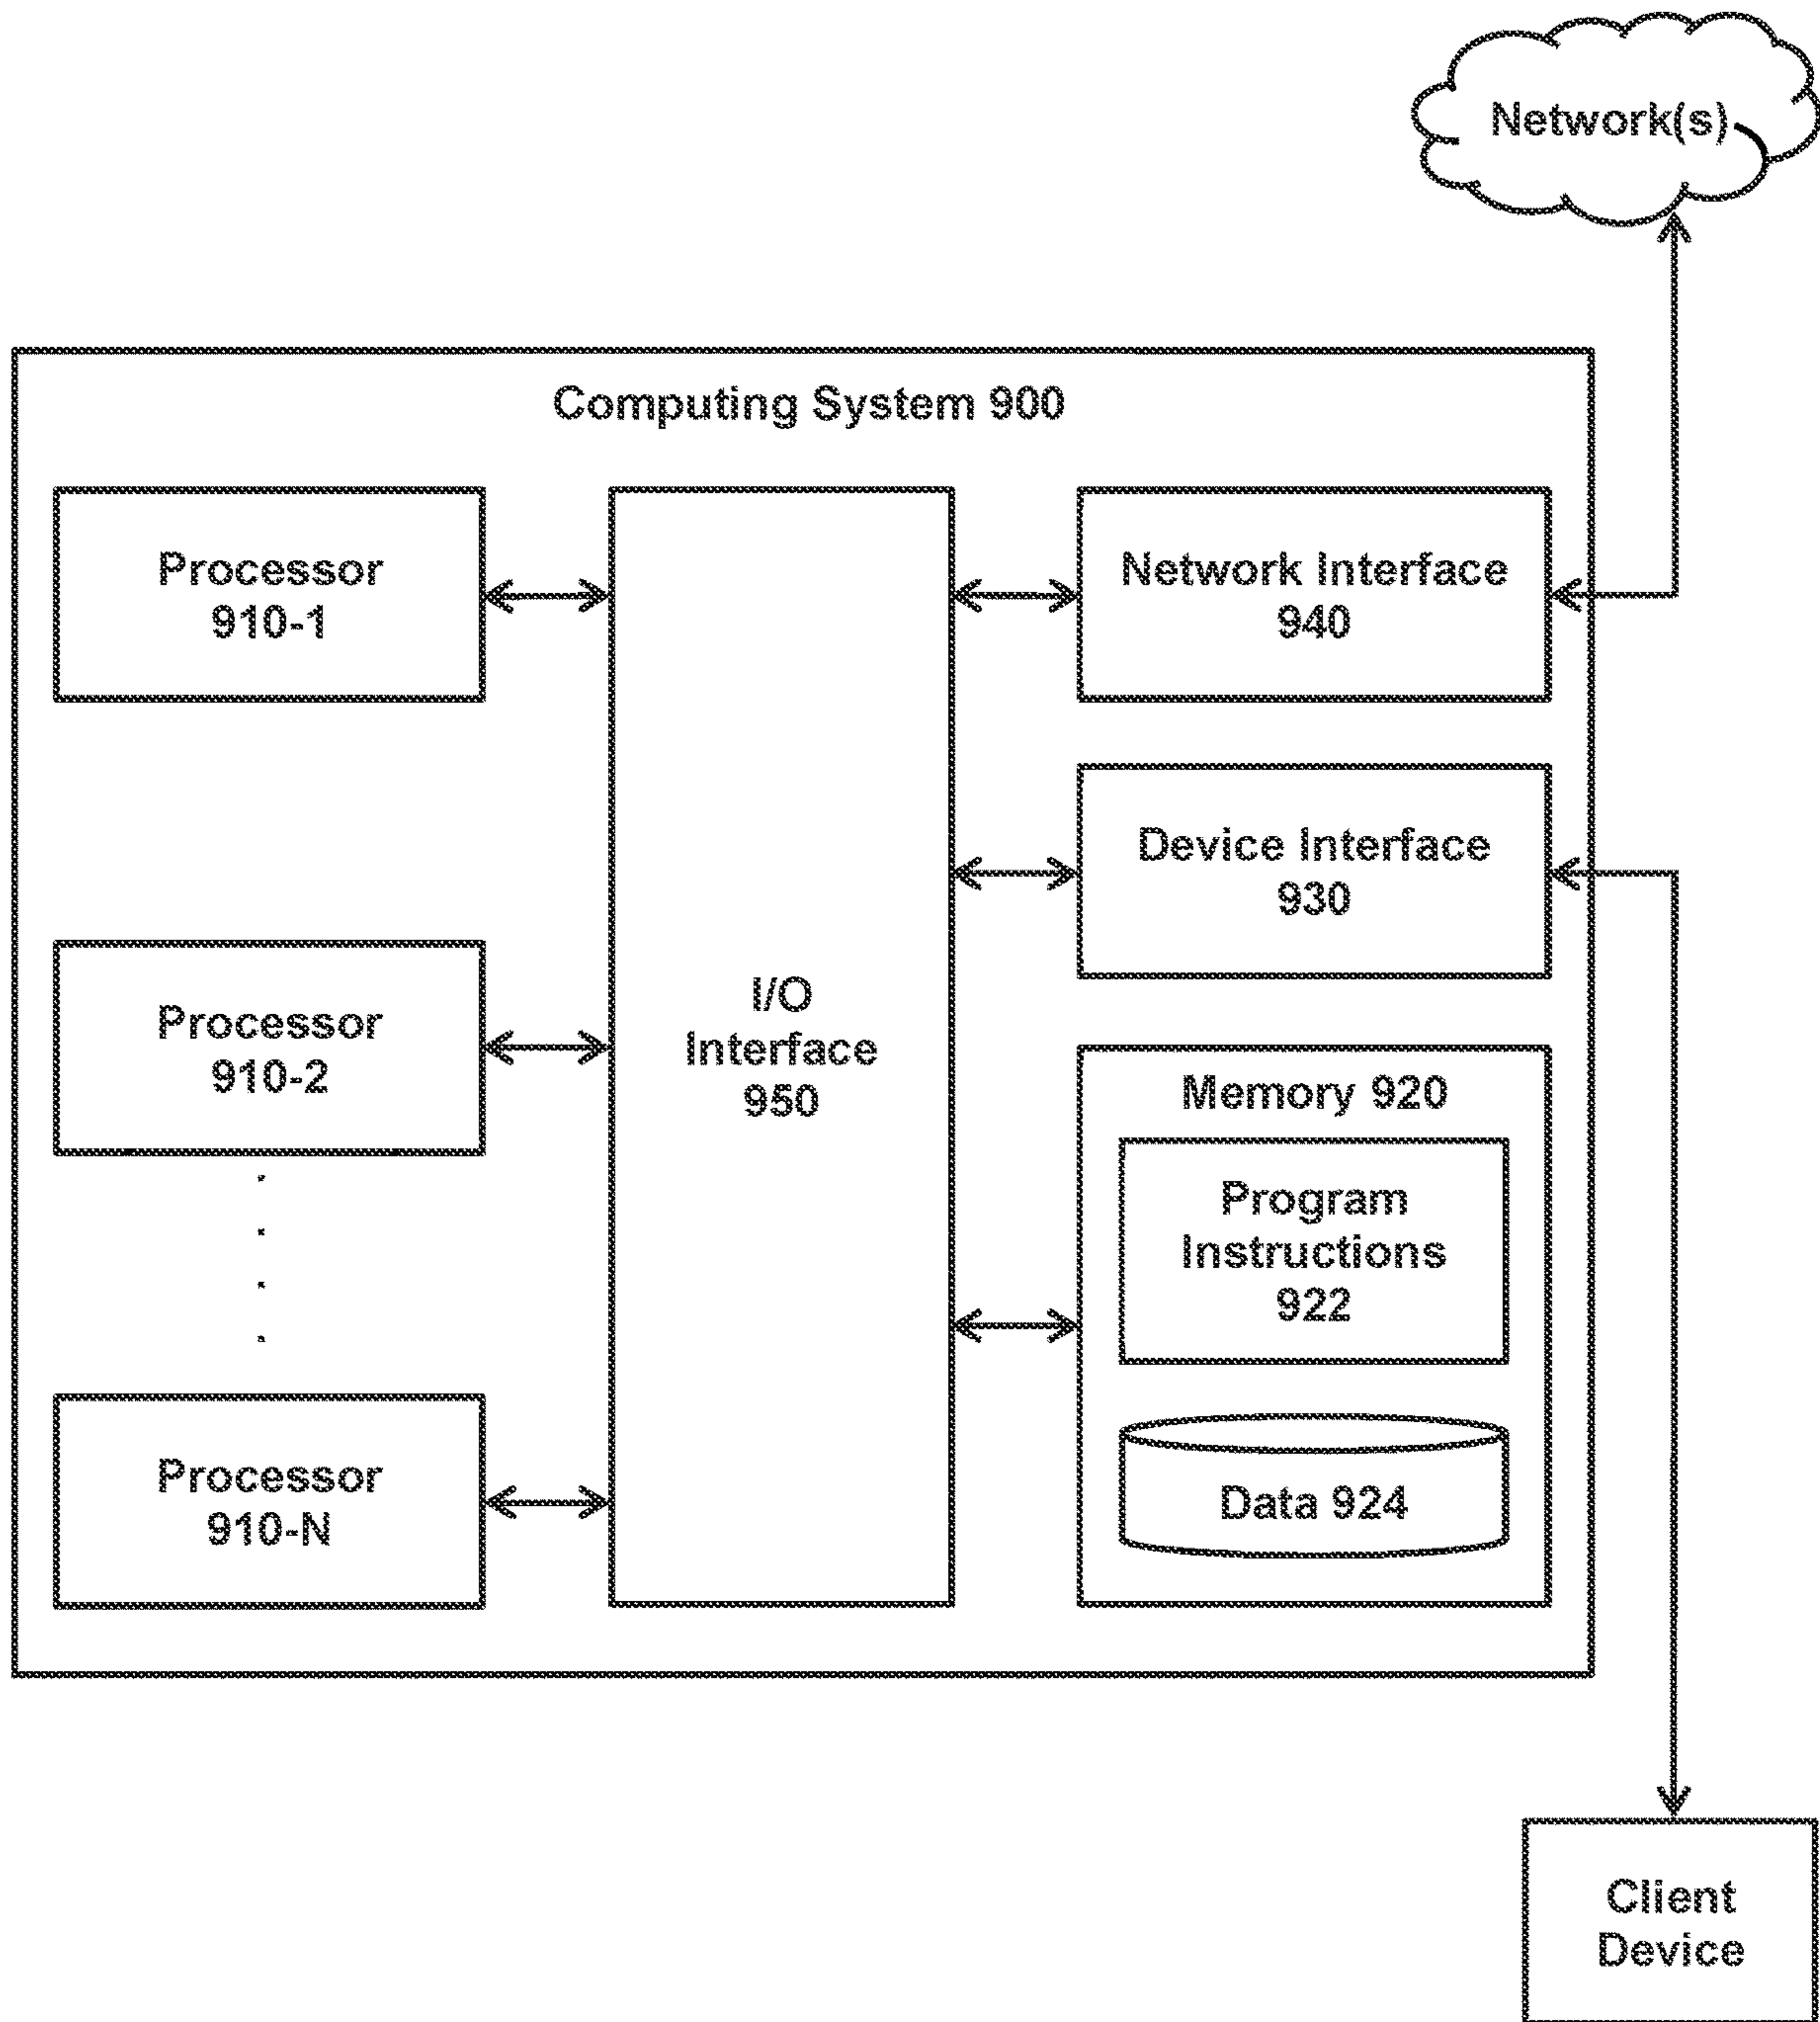 Network(s)
Computing System 900
Processor
910-1
Network Interface
940
Device Interface
930
Processor
910-2
I/O
Interface
950
Memory 920
Program
Instructions
922
Processor
910-N
Data 924
Client
Device